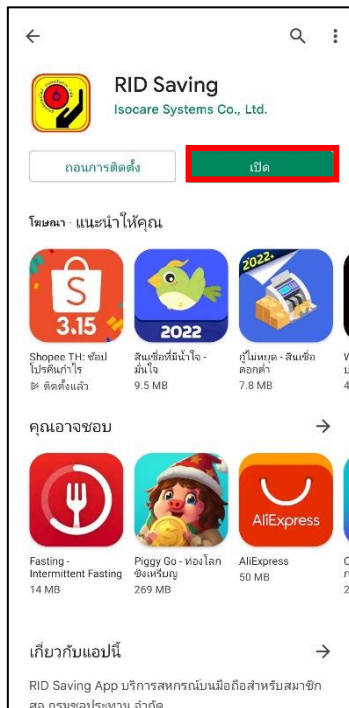 RID Saving
Isocare Systems Co., Ltd.
ถอนการติดตั้ง
เปิด
โฆษณา · แนะนำให้คุณ
S
3.15
2022
2022.
Shopee TH: ช้อป
โปรคืนกำไร
ติดตั้งแล้ว
สินเชื่อที่มีน้ำใจ -
มั่นใจ
9.5 MB
กู้ไม่หยุด - สินเชื่อ
ดอกต่ำ
7.8 MB
คุณอาจชอบ
AliExpress
Fasting -
Intermittent Fasting
14 MB
Piggy Go - ท่องโลก
ชิงเหรียญ
269 MB
AliExpress
50 MB
เกี่ยวกับแอปนี้
RID Saving App บริการสหกรณ์บนมือถือสำหรับสมาชิก
สอ.กรมชลประทาน จำกัด